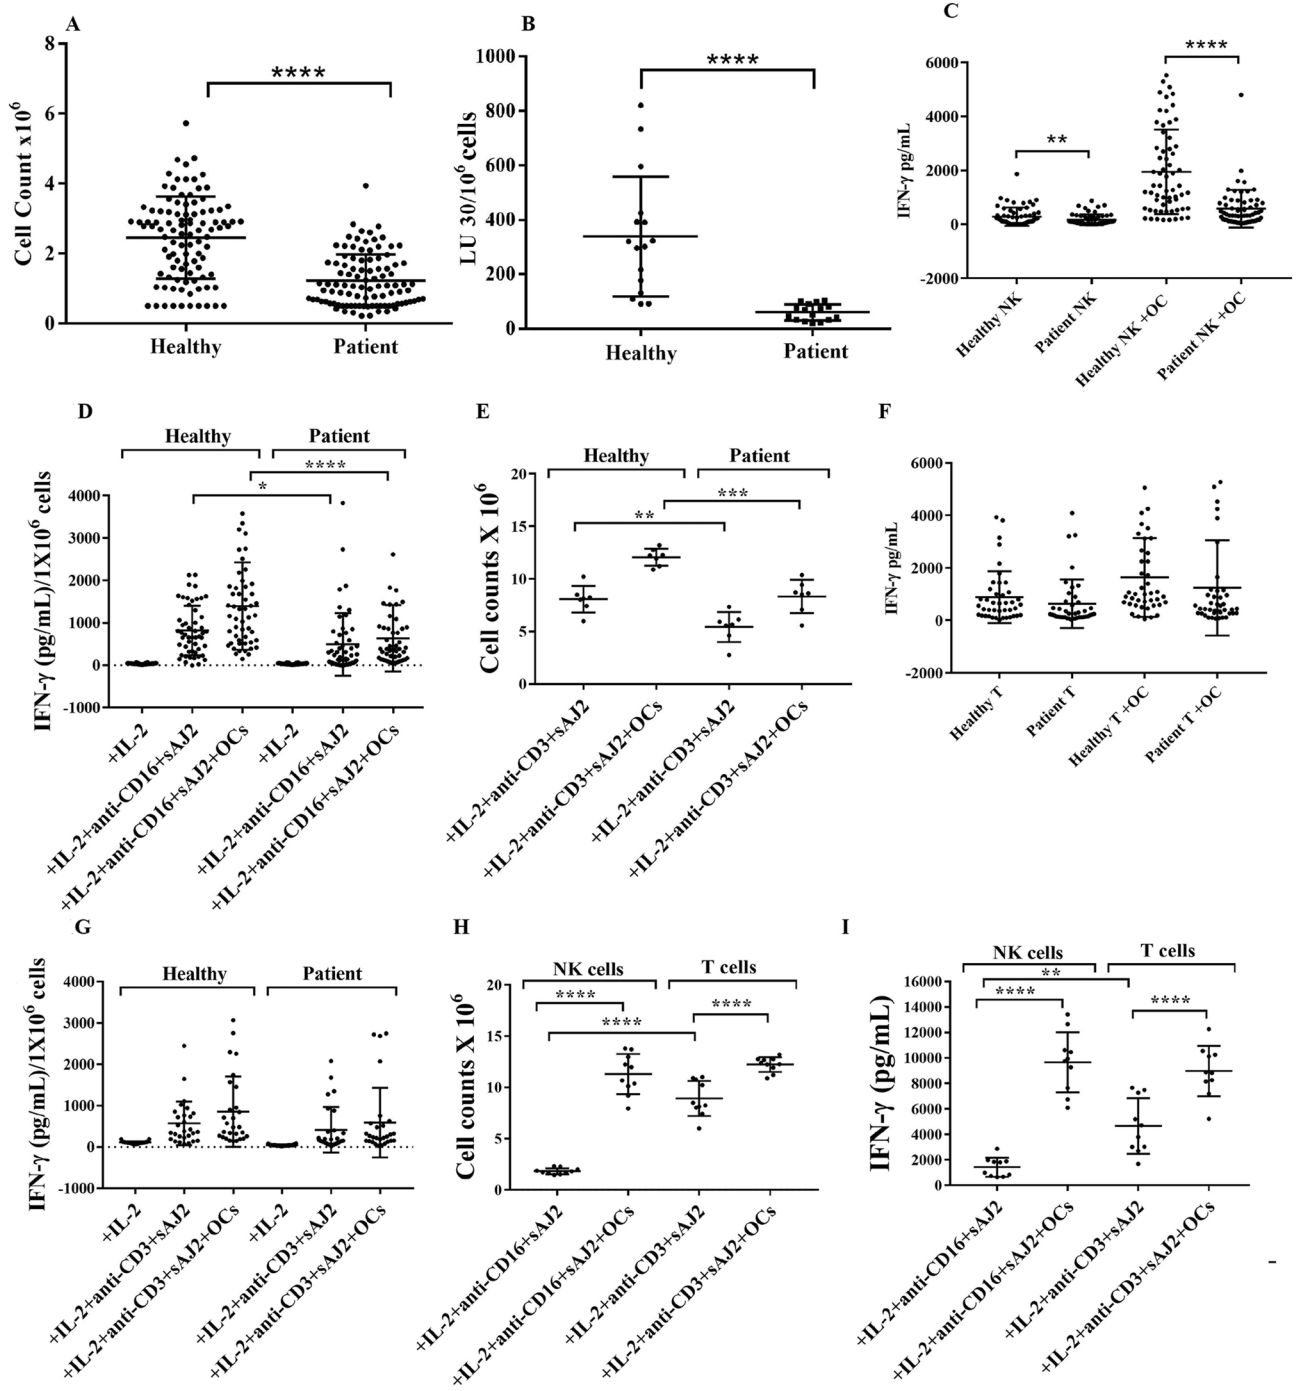 A
Cell Count x10⁶
8
6
4
2
0
****
Healthy
Patient
B
LU 30/10⁶ cells
1000
800
600
400
200
0
****
Healthy
Patient
C
IFN-γ pg/mL
6000
4000
2000
0
-2000
**
****
Healthy NK
Patient NK
Healthy NK +OC
Patient NK +OC
D
Healthy
Patient
****
*
IFN-γ (pg/mL)/1X10⁶ cells
4000
3000
2000
1000
0
-1000
+IL-2
+IL-2+anti-CD16+sAJ2
+IL-2+anti-CD16+sAJ2+OCs
+IL-2
+IL-2+anti-CD16+sAJ2
+IL-2+anti-CD16+sAJ2+OCs
E
Healthy
Patient
***
**
Cell counts X 10⁶
20
15
10
5
0
+IL-2+anti-CD3+sAJ2
+IL-2+anti-CD3+sAJ2+OCs
+IL-2+anti-CD3+sAJ2
+IL-2+anti-CD3+sAJ2+OCs
F
IFN-γ pg/mL
6000
4000
2000
0
-2000
Healthy T
Patient T
Healthy T +OC
Patient T +OC
G
Healthy
Patient
IFN-γ (pg/mL)/1X10⁶ cells
4000
3000
2000
1000
0
-1000
+IL-2
+IL-2+anti-CD3+sAJ2
+IL-2+anti-CD3+sAJ2+OCs
+IL-2
+IL-2+anti-CD3+sAJ2
+IL-2+anti-CD3+sAJ2+OCs
H
NK cells
T cells
****
****
****
Cell counts X 10⁶
20
15
10
5
0
+IL-2+anti-CD16+sAJ2
+IL-2+anti-CD16+sAJ2+OCs
+IL-2+anti-CD3+sAJ2
+IL-2+anti-CD3+sAJ2+OCs
I
NK cells
T cells
**
****
****
IFN-γ (pg/mL)
16000
14000
12000
10000
8000
6000
4000
2000
0
+IL-2+anti-CD16+sAJ2
+IL-2+anti-CD16+sAJ2+OCs
+IL-2+anti-CD3+sAJ2
+IL-2+anti-CD3+sAJ2+OCs
-